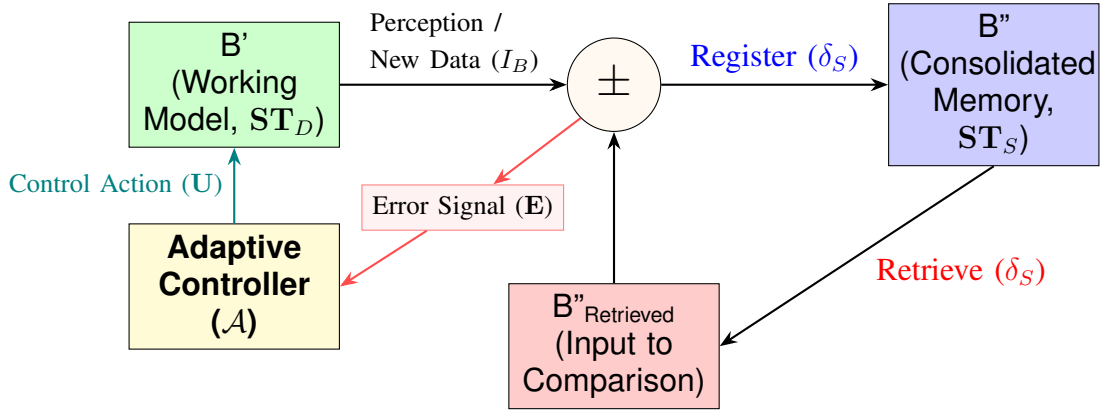 B’
(Working
Model, ST_D)
Perception /
New Data (I_B)
±
Register (δ_S)
B”
(Consolidated
Memory,
ST_S)
Control Action (U)
Error Signal (E)
Adaptive
Controller
(𝒜)
B”Retrieved
(Input to
Comparison)
Retrieve (δ_S)